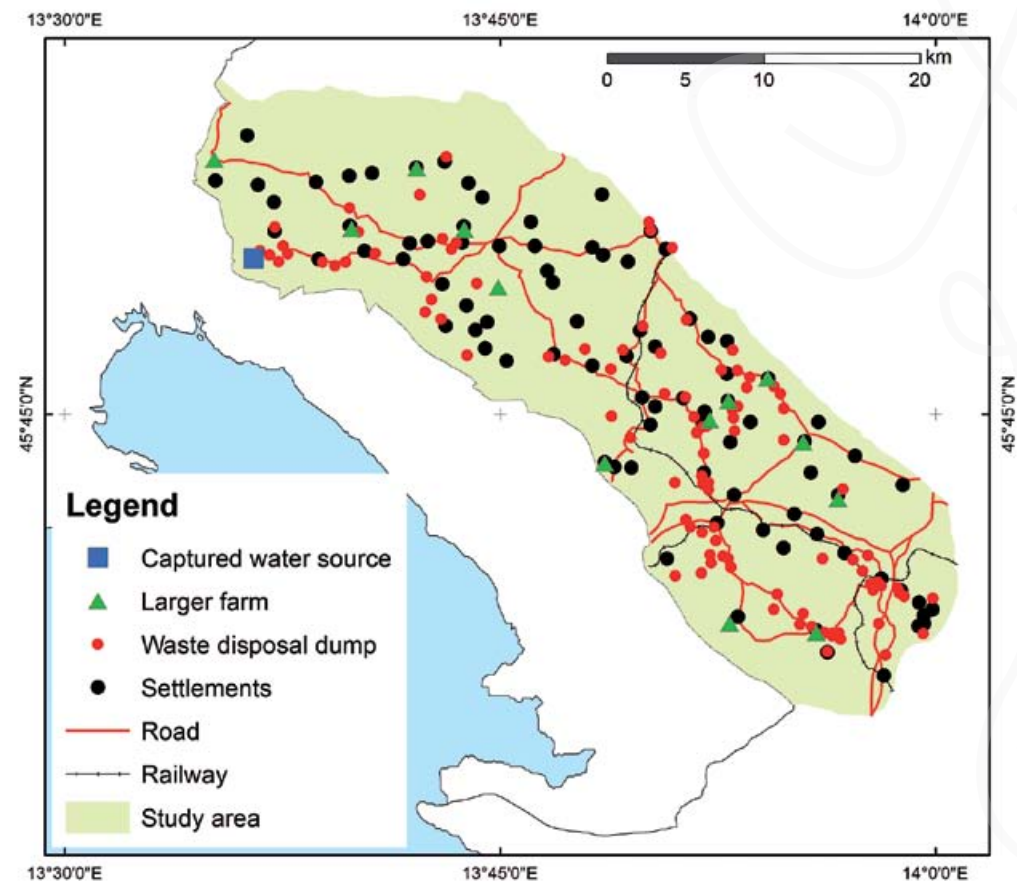 13°30'0"E 13°45'0"E 14°0'0"E
km
0 5 10 20
45°45'0"N 45°45'0"N
Legend
Captured water source
Larger farm
Waste disposal dump
Settlements
Road
Railway
Study area
13°30'0"E 13°45'0"E 14°0'0"E